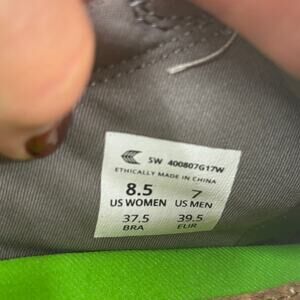 SW 400807G17W
ETHICALLY MADE IN CHINA
8.5 7
US WOMEN US MEN
37.5 39.5
BRA EUR